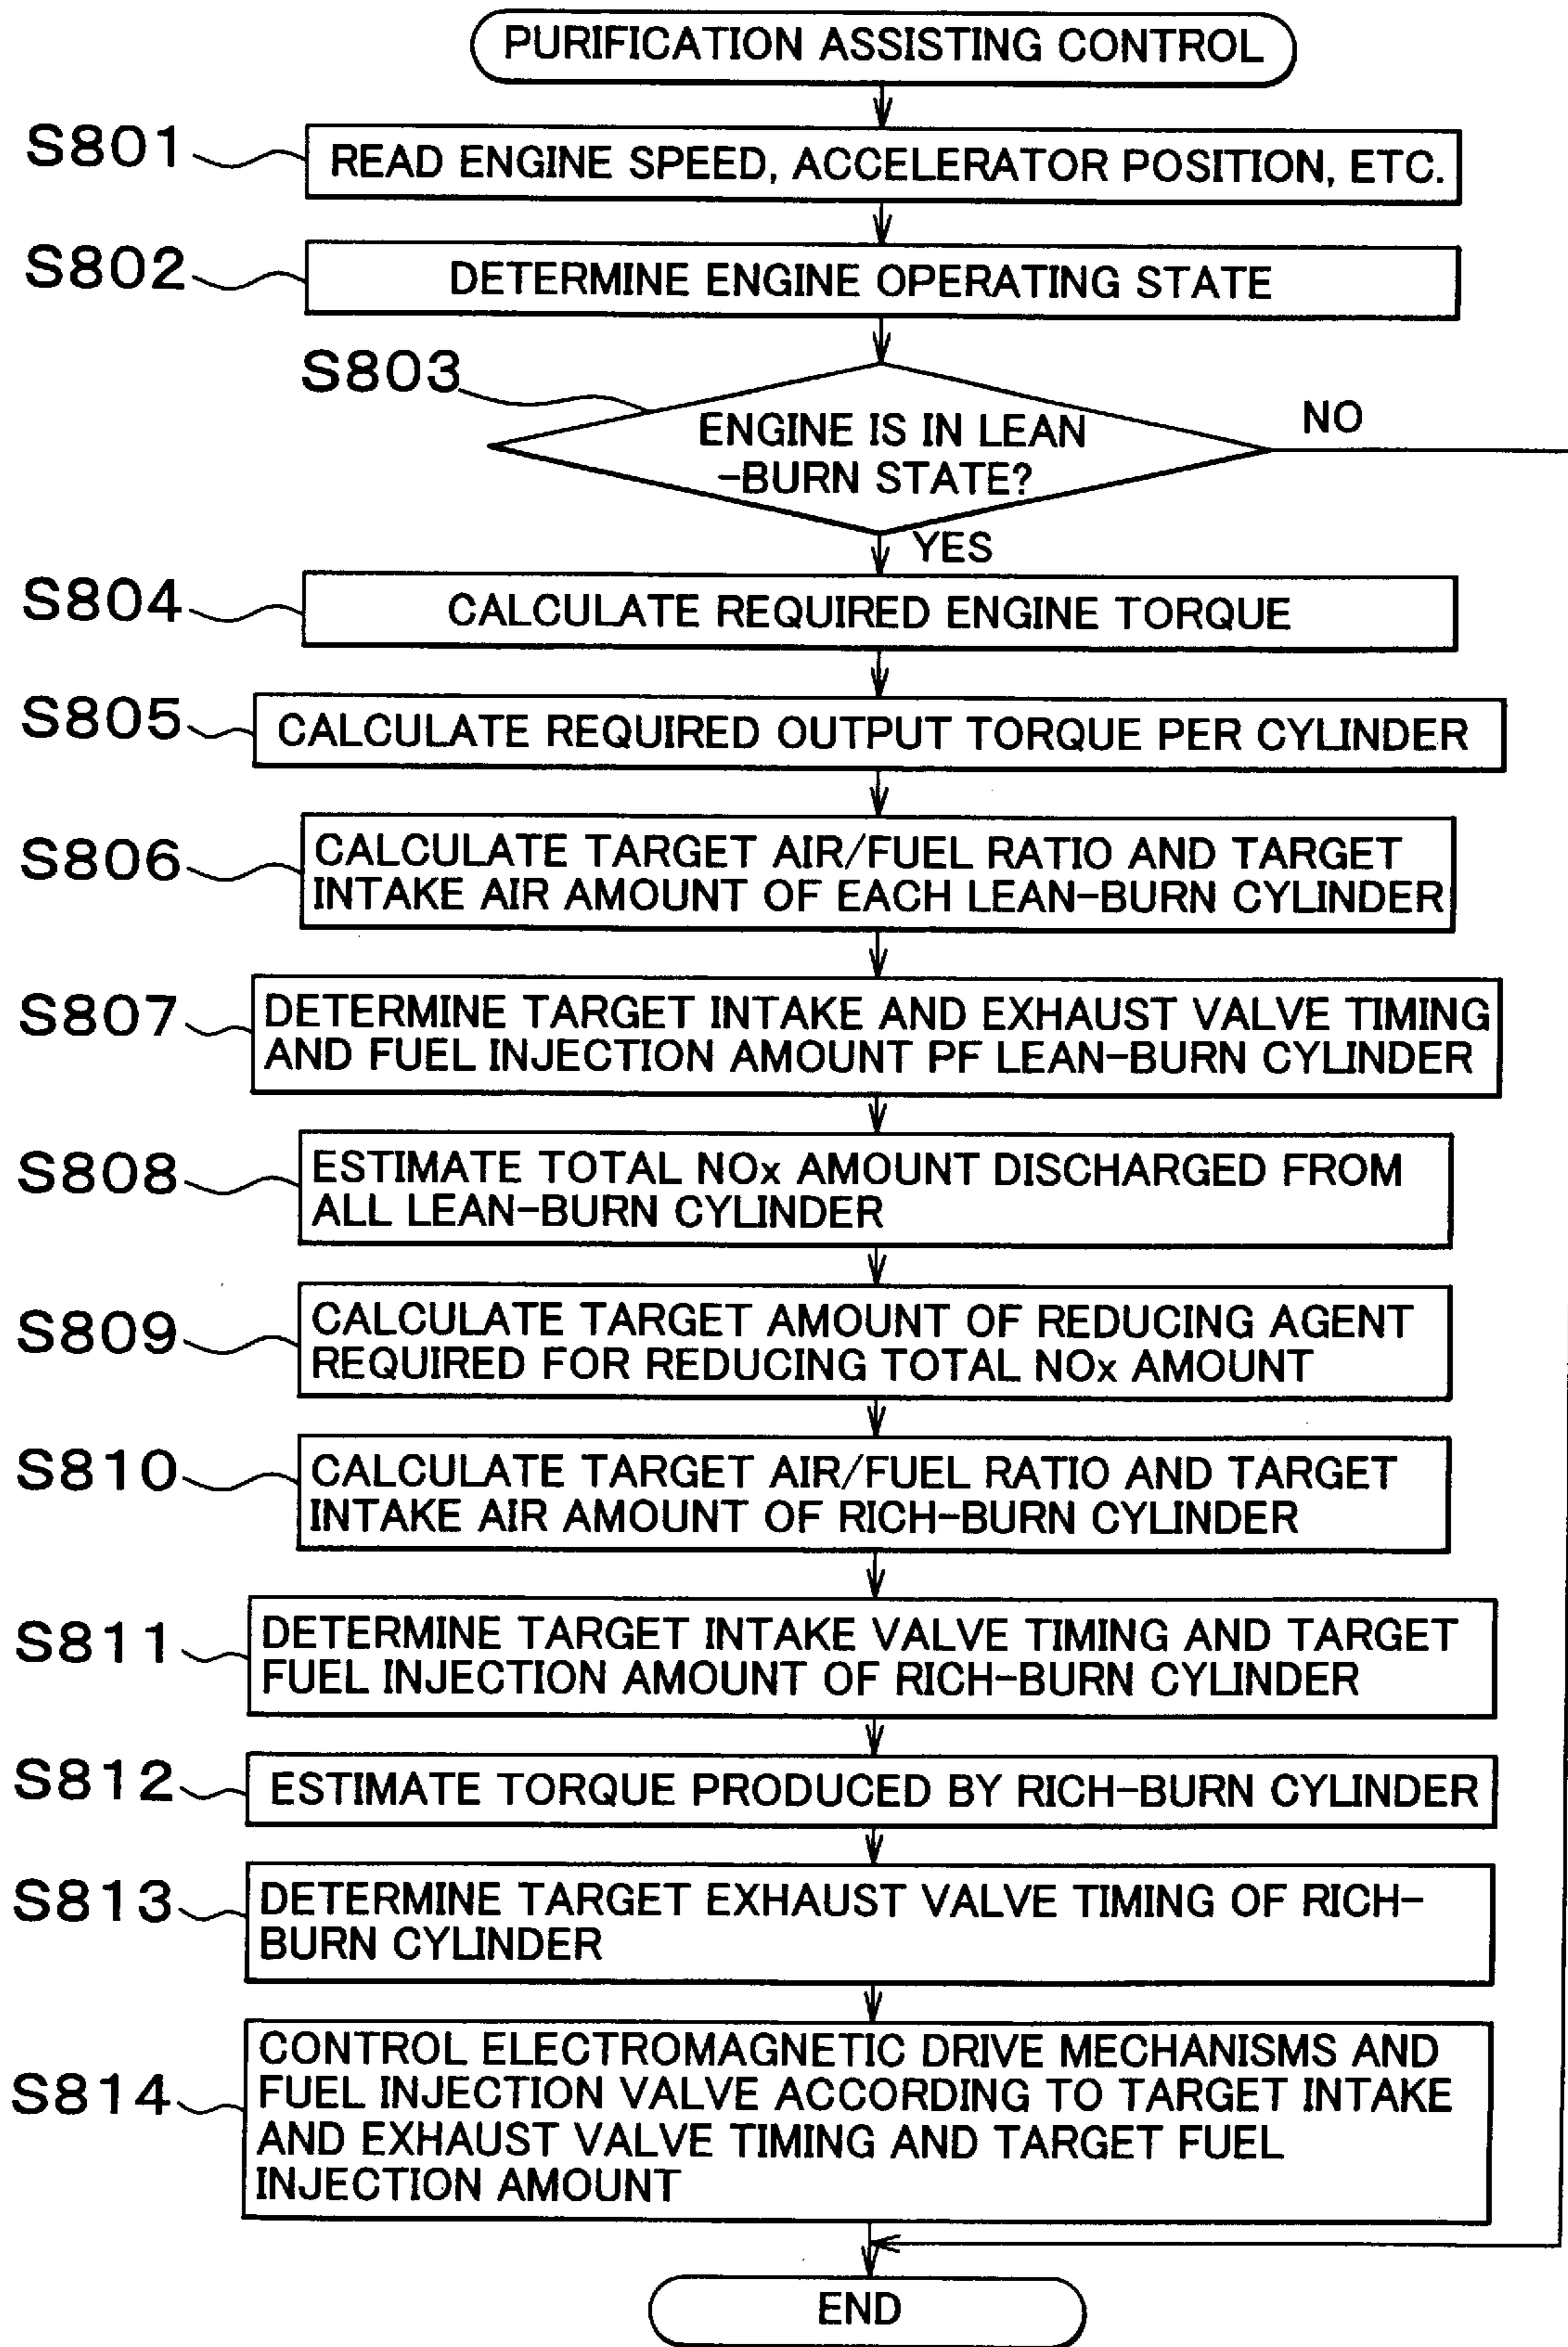 PURIFICATION ASSISTING CONTROL
S801
READ ENGINE SPEED, ACCELERATOR POSITION, ETC.
S802
DETERMINE ENGINE OPERATING STATE
S803
ENGINE IS IN LEAN
-BURN STATE?
NO
YES
S804
CALCULATE REQUIRED ENGINE TORQUE
S805
CALCULATE REQUIRED OUTPUT TORQUE PER CYLINDER
S806
CALCULATE TARGET AIR/FUEL RATIO AND TARGET
INTAKE AIR AMOUNT OF EACH LEAN-BURN CYLINDER
S807
DETERMINE TARGET INTAKE AND EXHAUST VALVE TIMING
AND FUEL INJECTION AMOUNT PF LEAN-BURN CYLINDER
S808
ESTIMATE TOTAL NOx AMOUNT DISCHARGED FROM
ALL LEAN-BURN CYLINDER
S809
CALCULATE TARGET AMOUNT OF REDUCING AGENT
REQUIRED FOR REDUCING TOTAL NOx AMOUNT
S810
CALCULATE TARGET AIR/FUEL RATIO AND TARGET
INTAKE AIR AMOUNT OF RICH-BURN CYLINDER
S811
DETERMINE TARGET INTAKE VALVE TIMING AND TARGET
FUEL INJECTION AMOUNT OF RICH-BURN CYLINDER
S812
ESTIMATE TORQUE PRODUCED BY RICH-BURN CYLINDER
S813
DETERMINE TARGET EXHAUST VALVE TIMING OF RICH-
BURN CYLINDER
S814
CONTROL ELECTROMAGNETIC DRIVE MECHANISMS AND
FUEL INJECTION VALVE ACCORDING TO TARGET INTAKE
AND EXHAUST VALVE TIMING AND TARGET FUEL
INJECTION AMOUNT
END